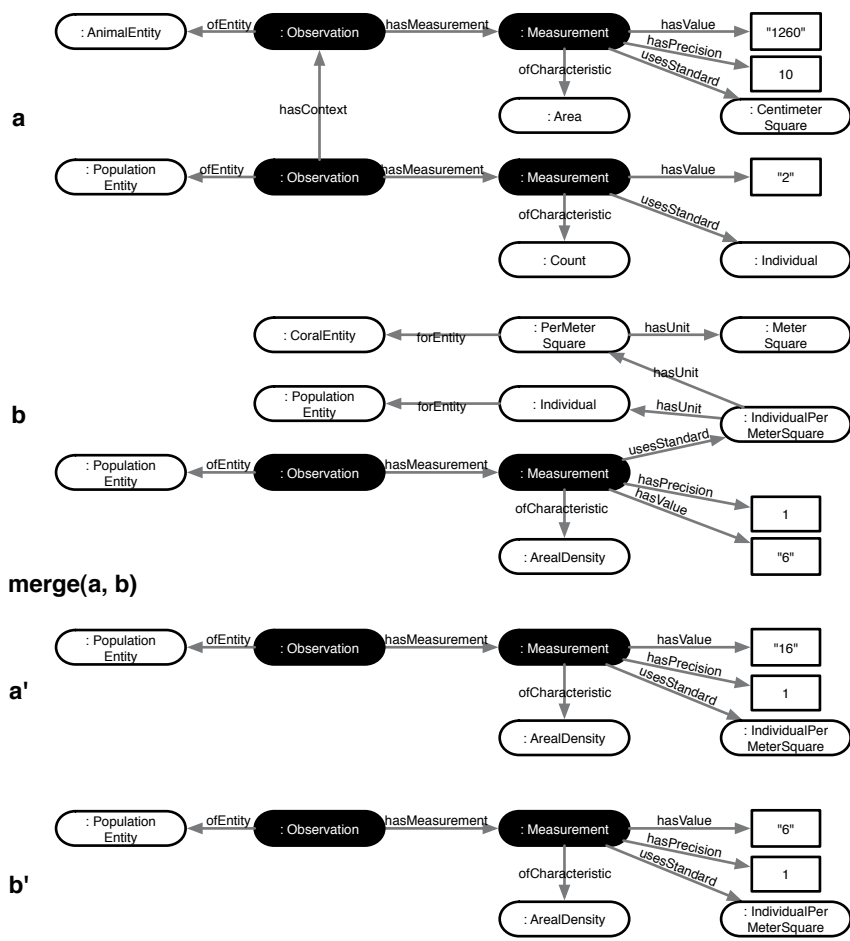 ofEntity hasMeasurement hasValue
: AnimalEntity : Observation : Measurement "1260"
hasPrecision
usesStandard
ofCharacteristic 10
hasContext
a : Area : Centimeter
Square
: Population
Entity ofEntity : Observation hasMeasurement : Measurement hasValue "2"
ofCharacteristic usesStandard
: Count : Individual
: CoralEntity forEntity : PerMeter
Square hasUnit : Meter
Square
hasUnit
b
: Population
Entity forEntity : Individual hasUnit : IndividualPer
MeterSquare
usesStandard
: Population
Entity ofEntity : Observation hasMeasurement : Measurement
hasPrecision
hasValue
ofCharacteristic 1
: ArealDensity "6"
merge(a, b)
: Population
Entity ofEntity : Observation hasMeasurement : Measurement hasValue "16"
hasPrecision
usesStandard
a' ofCharacteristic 1
: ArealDensity : IndividualPer
MeterSquare
: Population
Entity ofEntity : Observation hasMeasurement : Measurement hasValue "6"
hasPrecision
usesStandard
b' ofCharacteristic 1
: ArealDensity : IndividualPer
MeterSquare